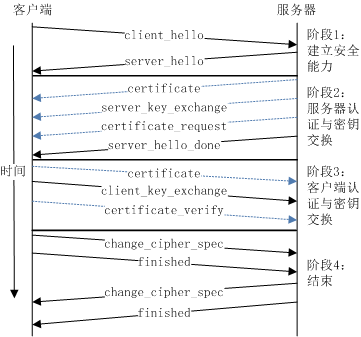 客户端
服务器
client_hello
server_hello
阶段1:
建立安全
能力
certificate
server_key_exchange
certificate_request
server_hello_done
阶段2:
服务器认
证与密钥
交换
时间
certificate
client_key_exchange
certificate_verify
阶段3:
客户端认
证与密钥
交换
change_cipher_spec
finished
change_cipher_spec
finished
阶段4:
结束